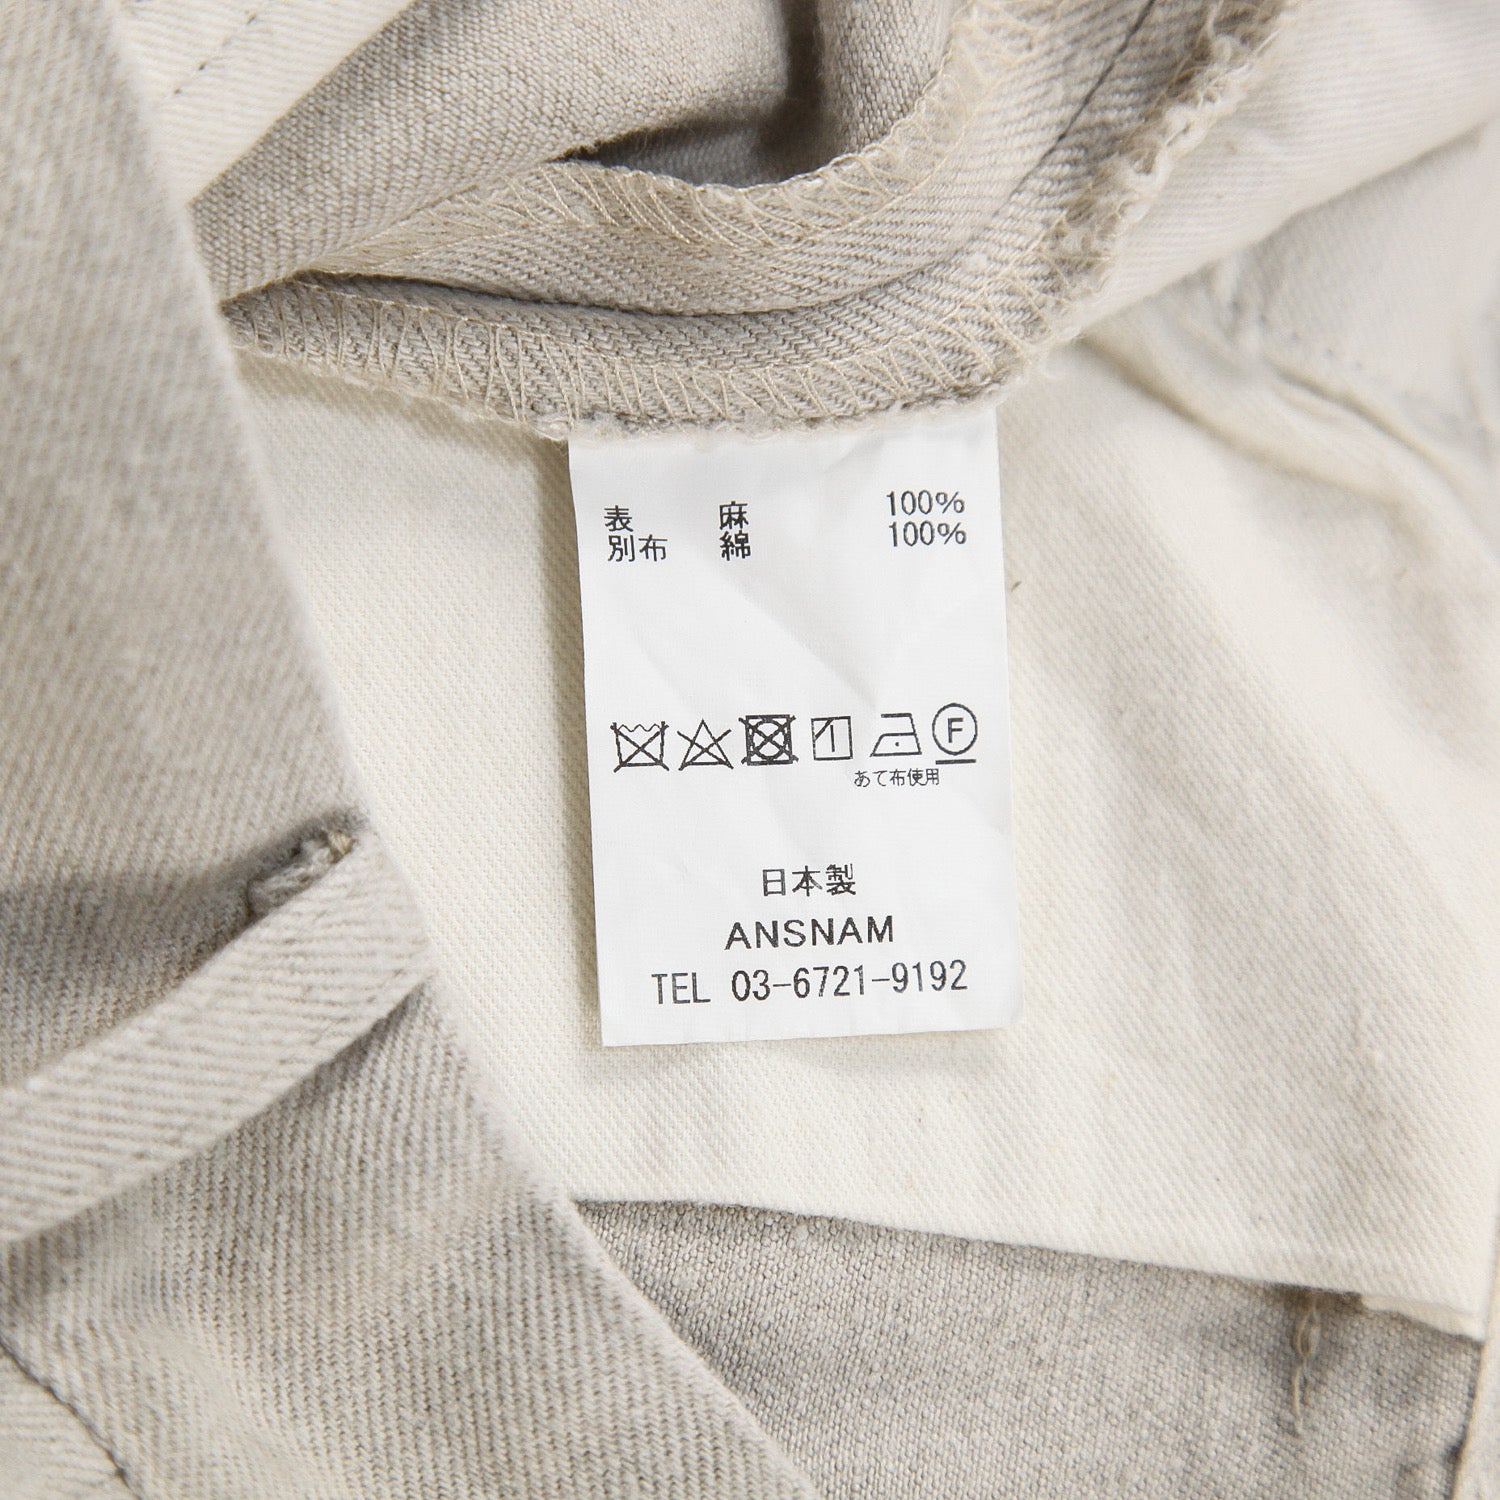 表 麻 100%
別布 綿 100%
F
あて布使用
日本製
ANSNAM
TEL 03-6721-9192